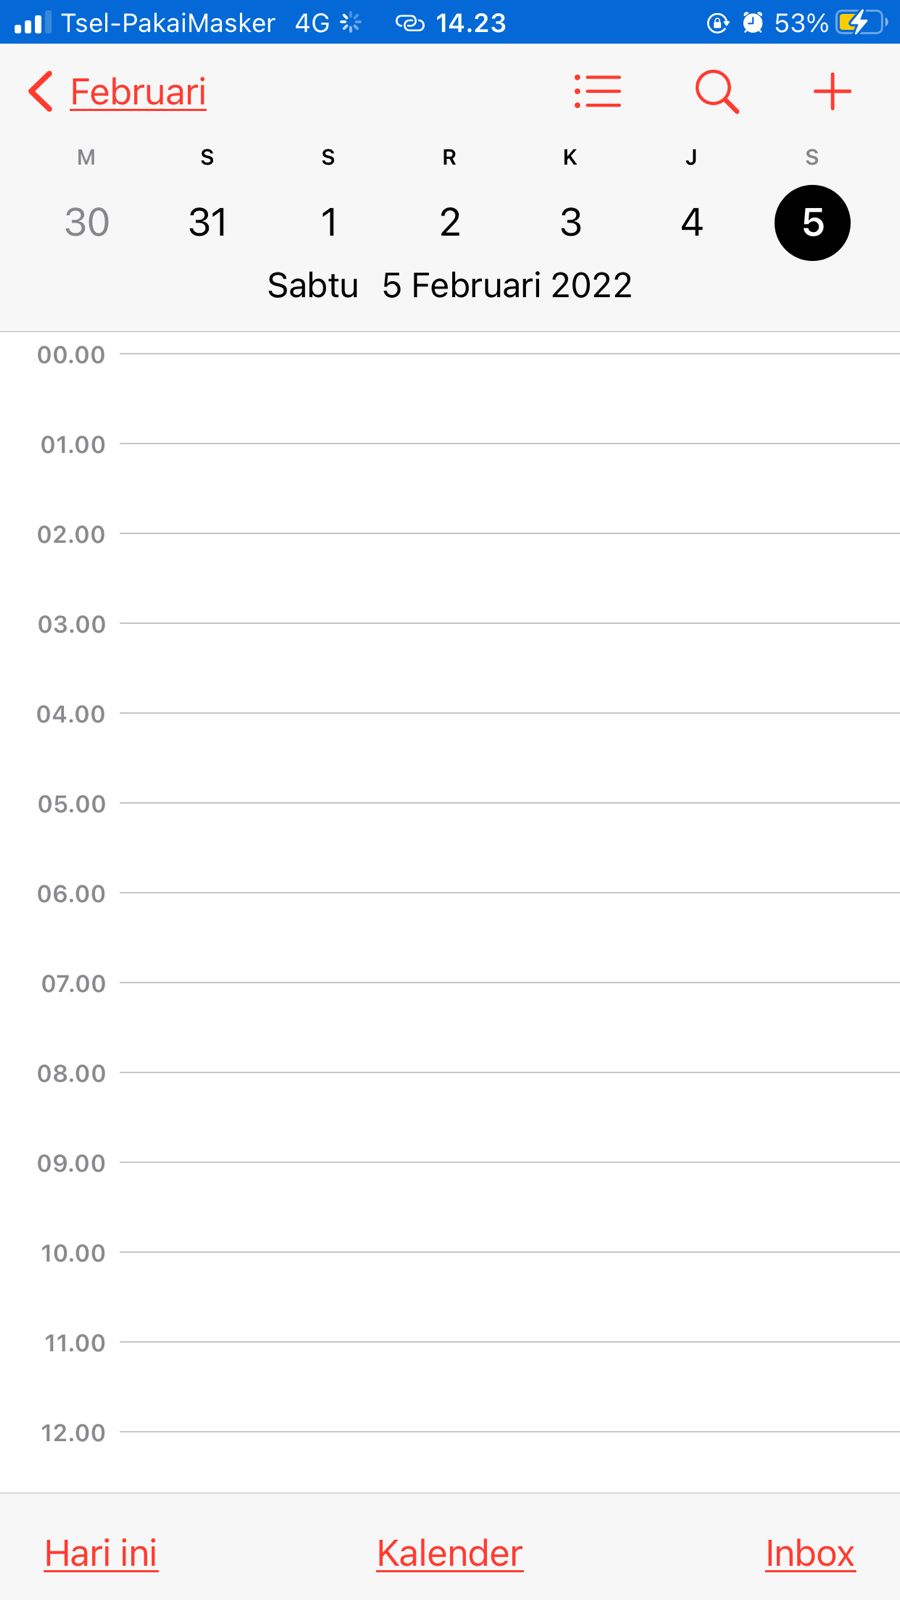 Tsel-PakaiMasker 4G 14.23 53%
Februari
M S S R K J S
30 31 1 2 3 4 5
Sabtu 5 Februari 2022
00.00
01.00
02.00
03.00
04.00
05.00
06.00
07.00
08.00
09.00
10.00
11.00
12.00
Hari ini Kalender Inbox